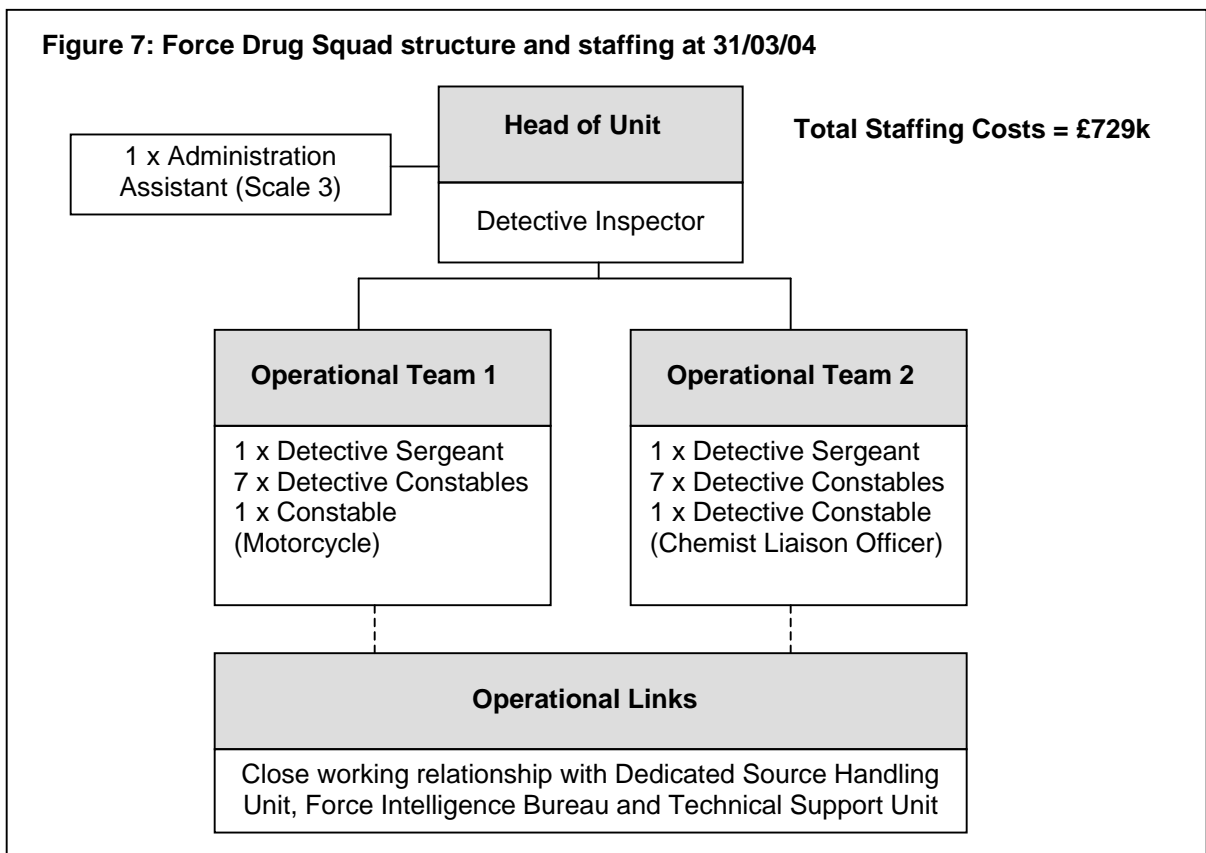 Figure 7: Force Drug Squad structure and staffing at 31/03/04
Head of Unit
Total Staffing Costs = £729k
1 x Administration
Assistant (Scale 3)
Detective Inspector
Operational Team 1
1 x Detective Sergeant
7 x Detective Constables
1 x Constable
(Motorcycle)
Operational Team 2
1 x Detective Sergeant
7 x Detective Constables
1 x Detective Constable
(Chemist Liaison Officer)
Operational Links
Close working relationship with Dedicated Source Handling
Unit, Force Intelligence Bureau and Technical Support Unit